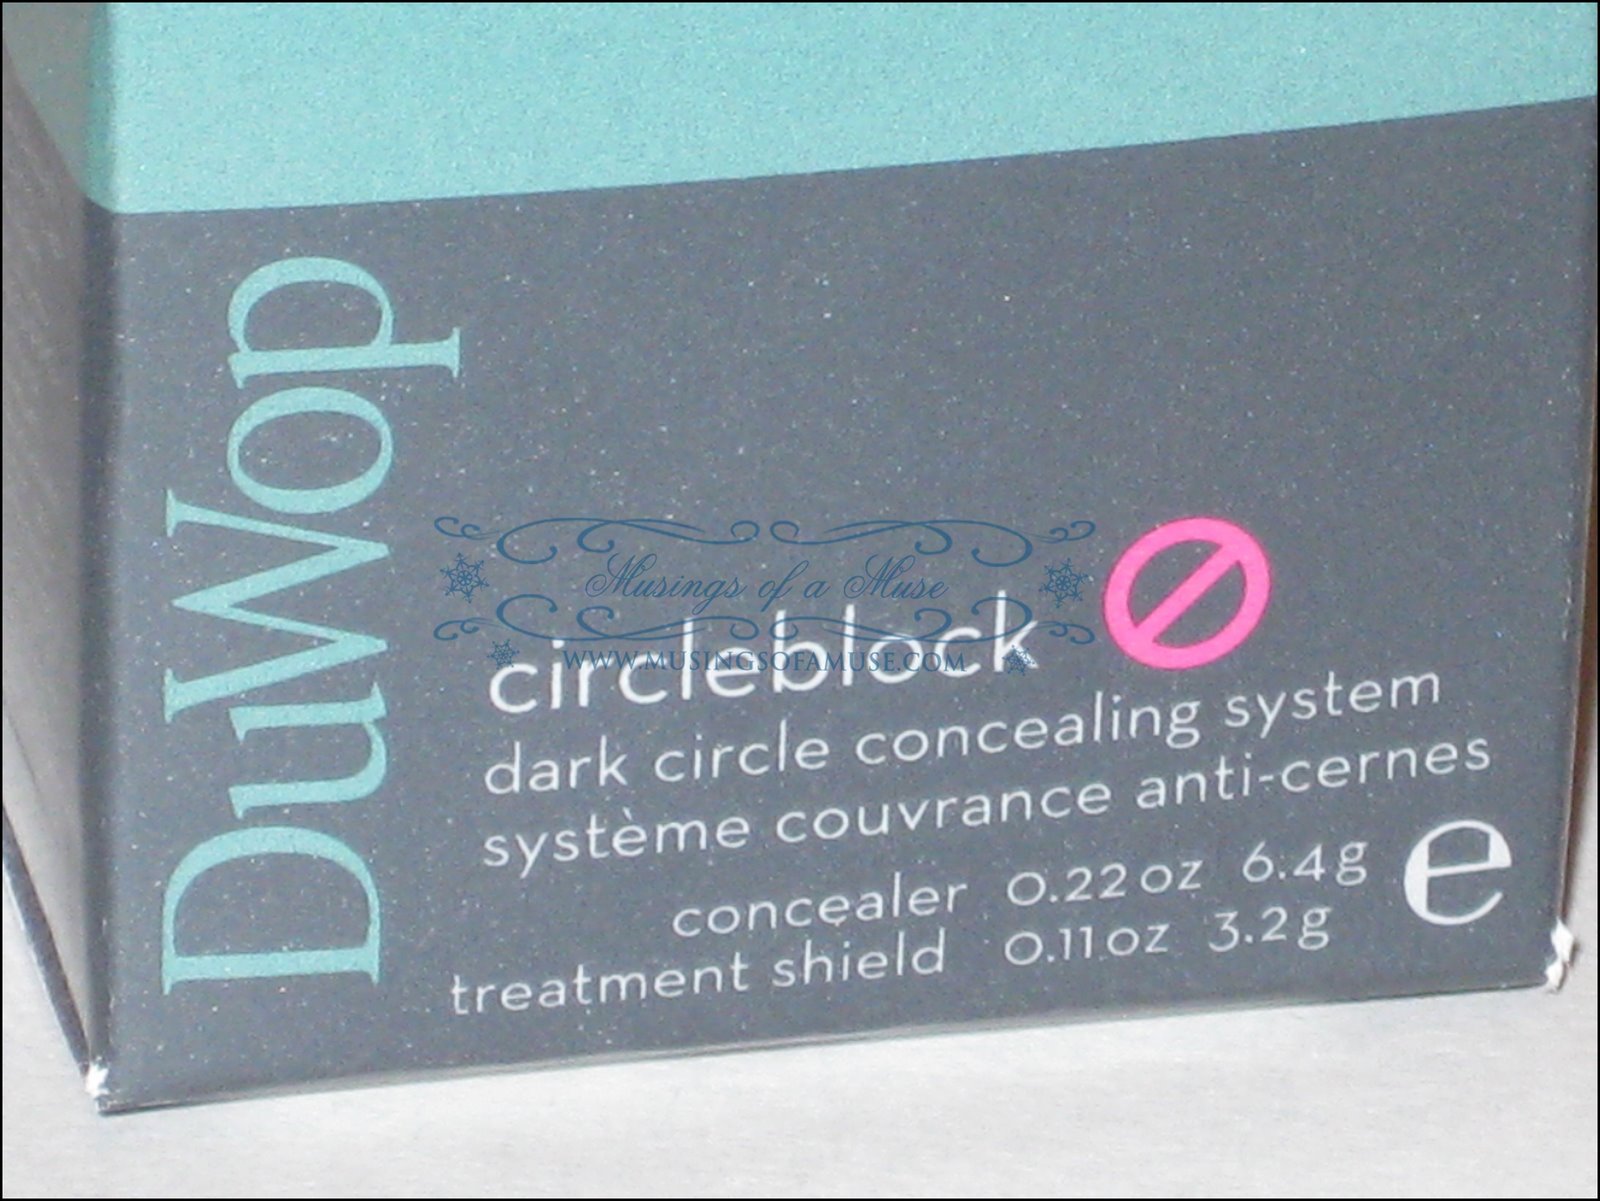 DuWop
Musings of a Muse
WWW.MUSINGSOFAMUSE.COM
circleblock
dark circle concealing system
système couvrance anti-cernes
concealer 0.22oz 6.4g
treatment shield 0.11oz 3.2g
e